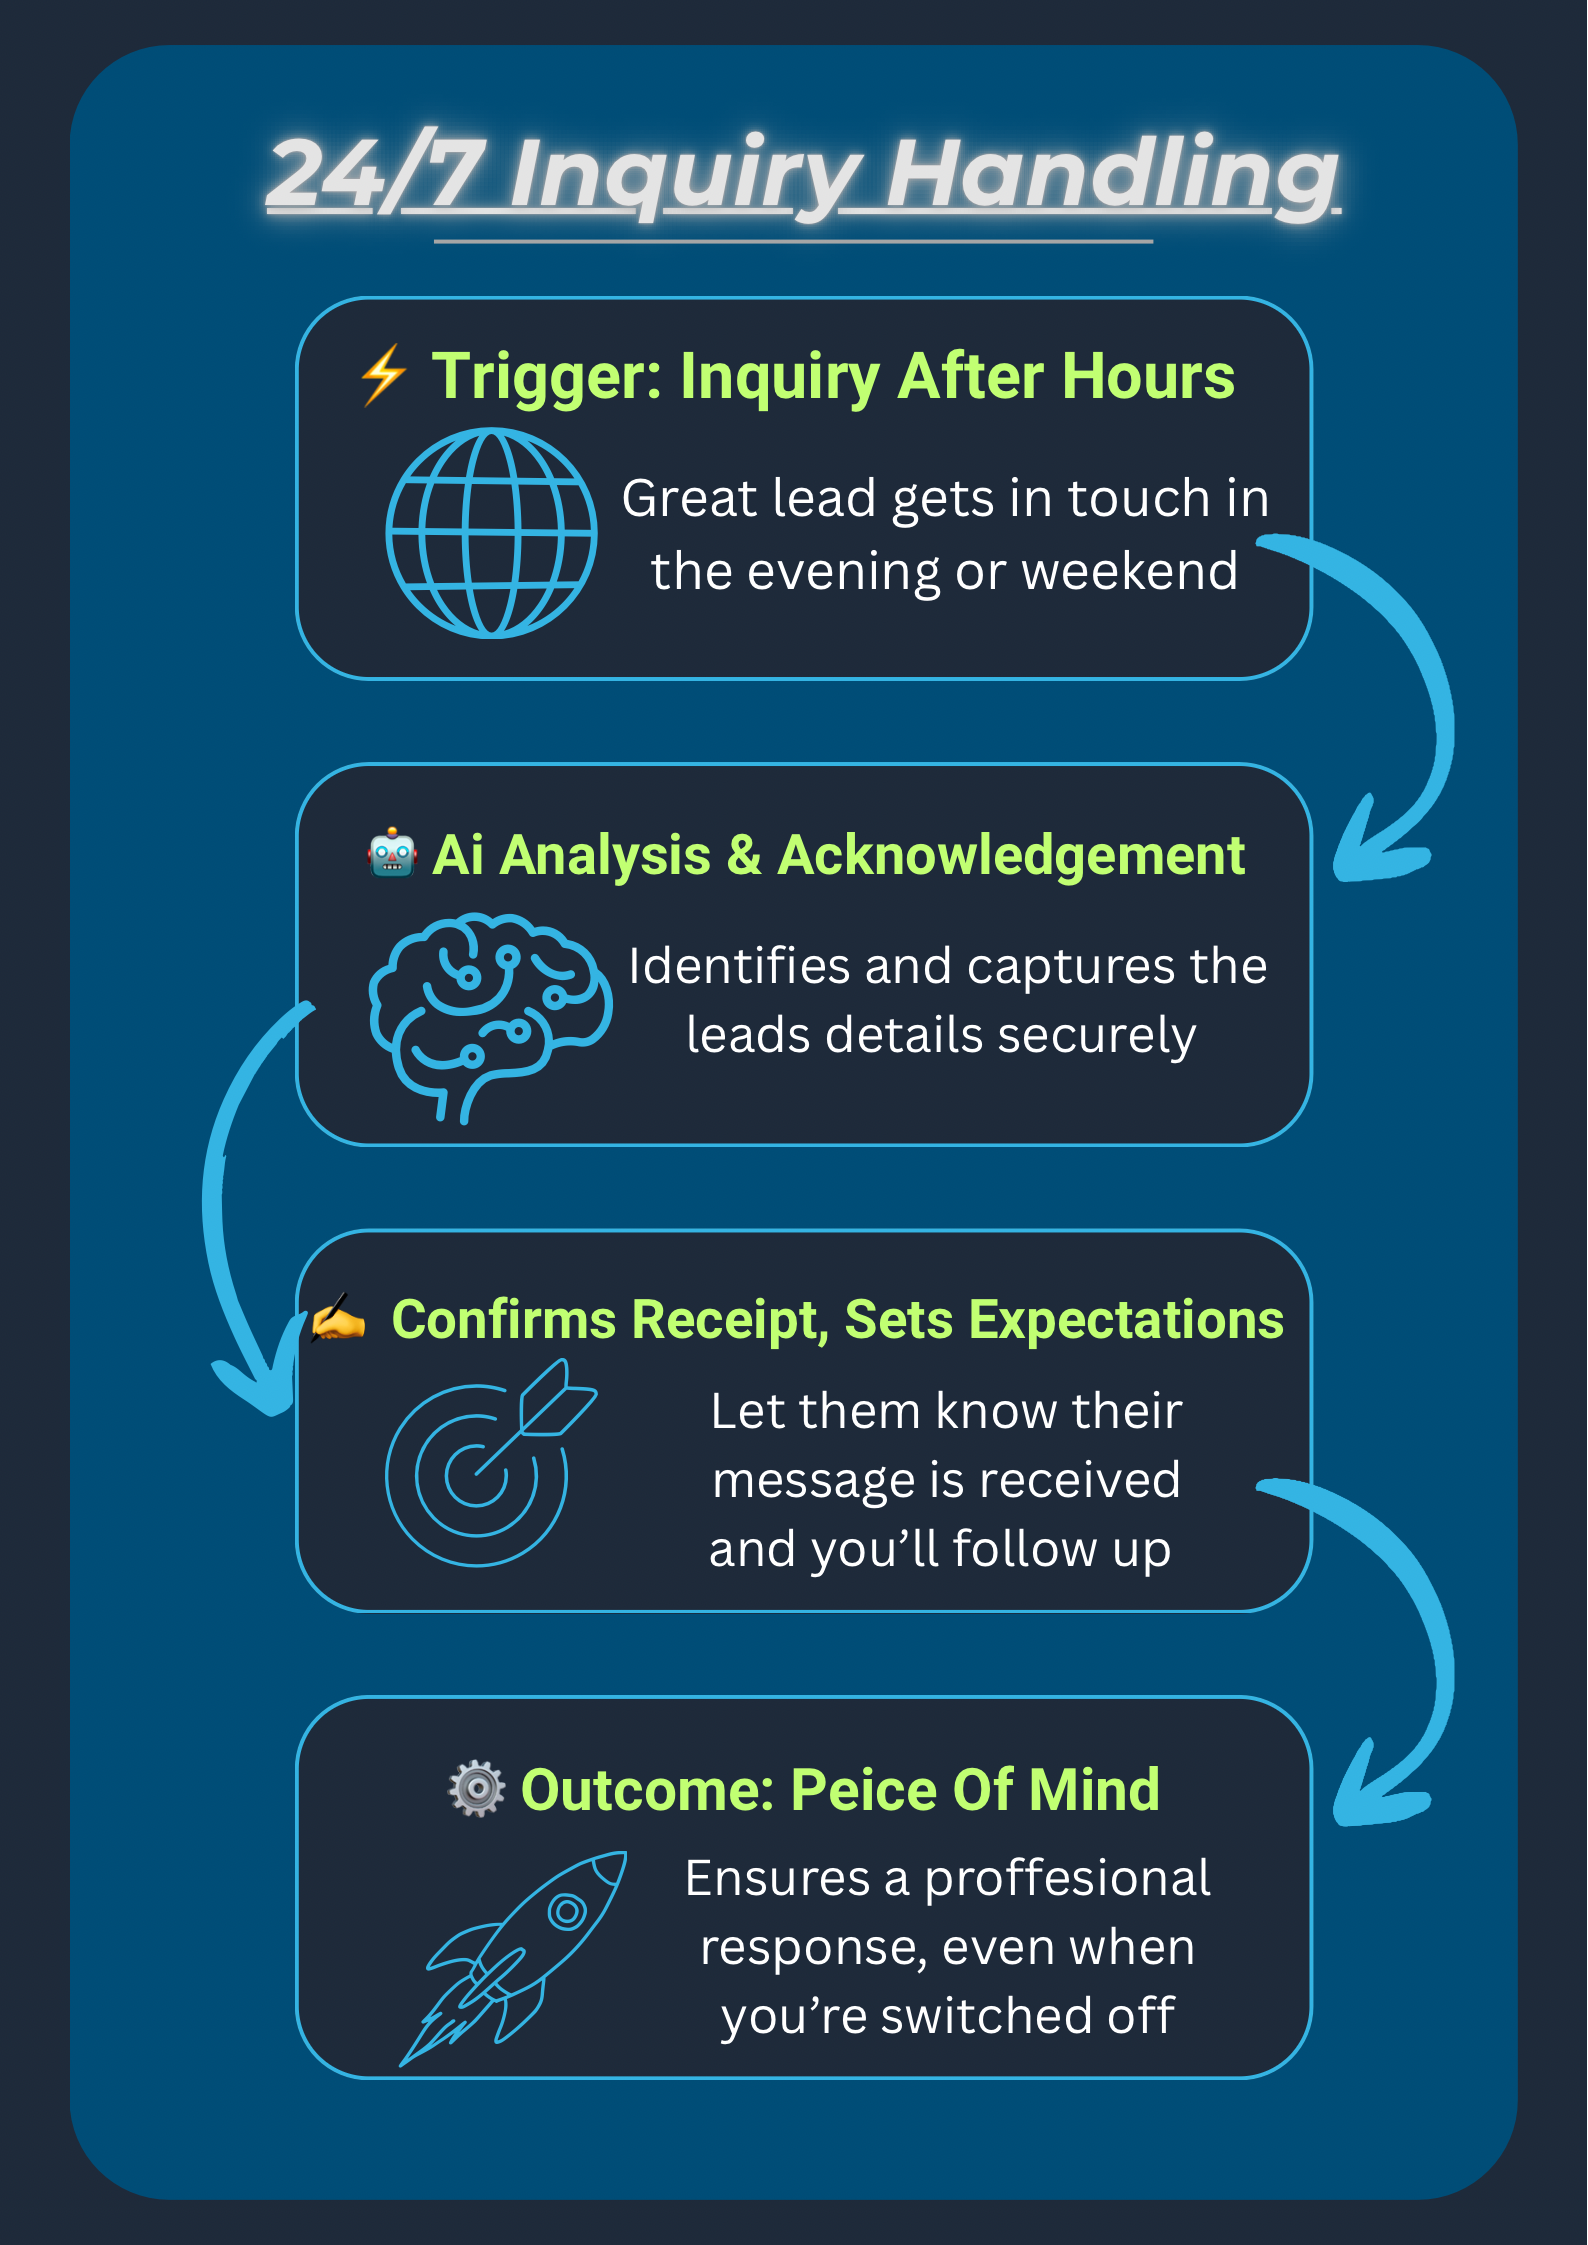 24/7 Inquiry Handling
⚡ Trigger: Inquiry After Hours
Great lead gets in touch in
the evening or weekend
🤖 Ai Analysis & Acknowledgement
Identifies and captures the
leads details securely
✍️ Confirms Receipt, Sets Expectations
Let them know their
message is received
and you’ll follow up
⚙️ Outcome: Peice Of Mind
Ensures a proffesional
response, even when
you’re switched off